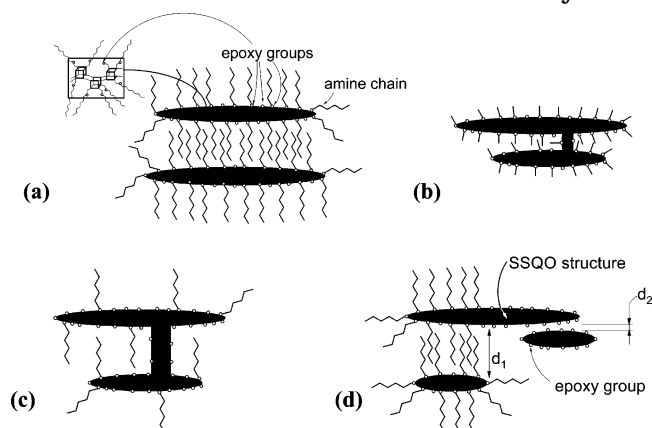 epoxy groups
amine chain
(a)
(b)
SSQO structure
d2
d1
epoxy group
(c)
(d)